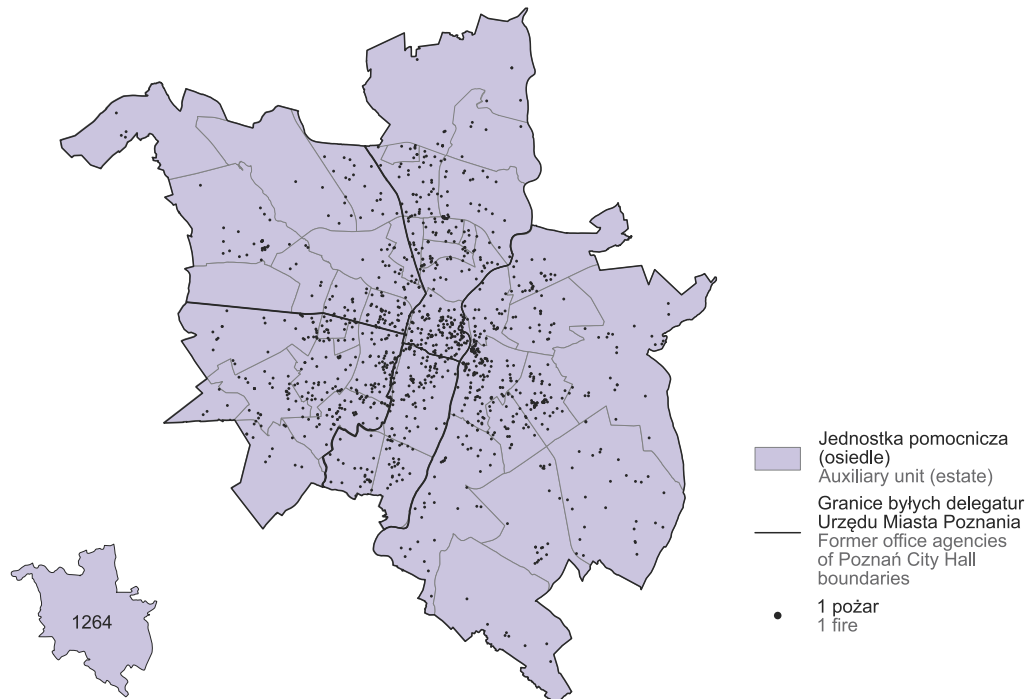 Jednostka pomocnicza
(osiedle)
Auxiliary unit (estate)
Granice byłych delegatur
Urzędu Miasta Poznania
Former office agencies
of Poznań City Hall
boundaries
1 pożar
1 fire
1264